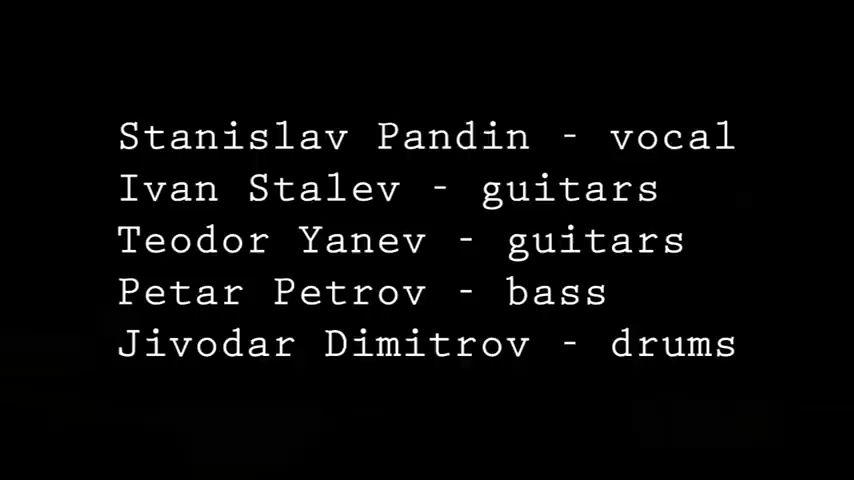 Stanislav Pandin - vocal
Ivan Stalev - guitars
Teodor Yanev - guitars
Petar Petrov - bass
Jivodar Dimitrov - drums